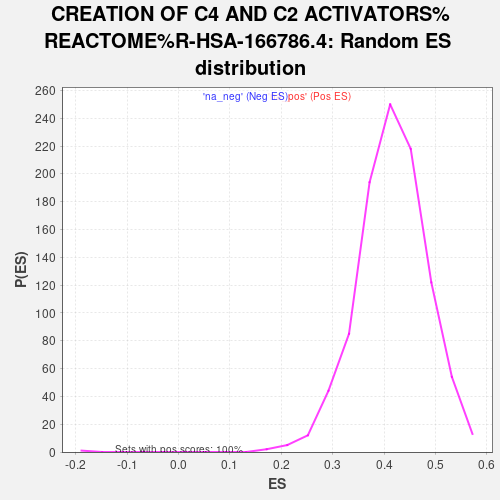 CREATION OF C4 AND C2 ACTIVATORS%
REACTOME%R-HSA-166786.4: Random ES
distribution
'na_neg' (Neg ES)pos' (Pos ES)
260
240
220
200
180
160
140
120
100
80
60
40
20
0
P(ES)
Sets with pos scores: 100%
-0.2 -0.1 0.0 0.1 0.2 0.3 0.4 0.5 0.6
ES